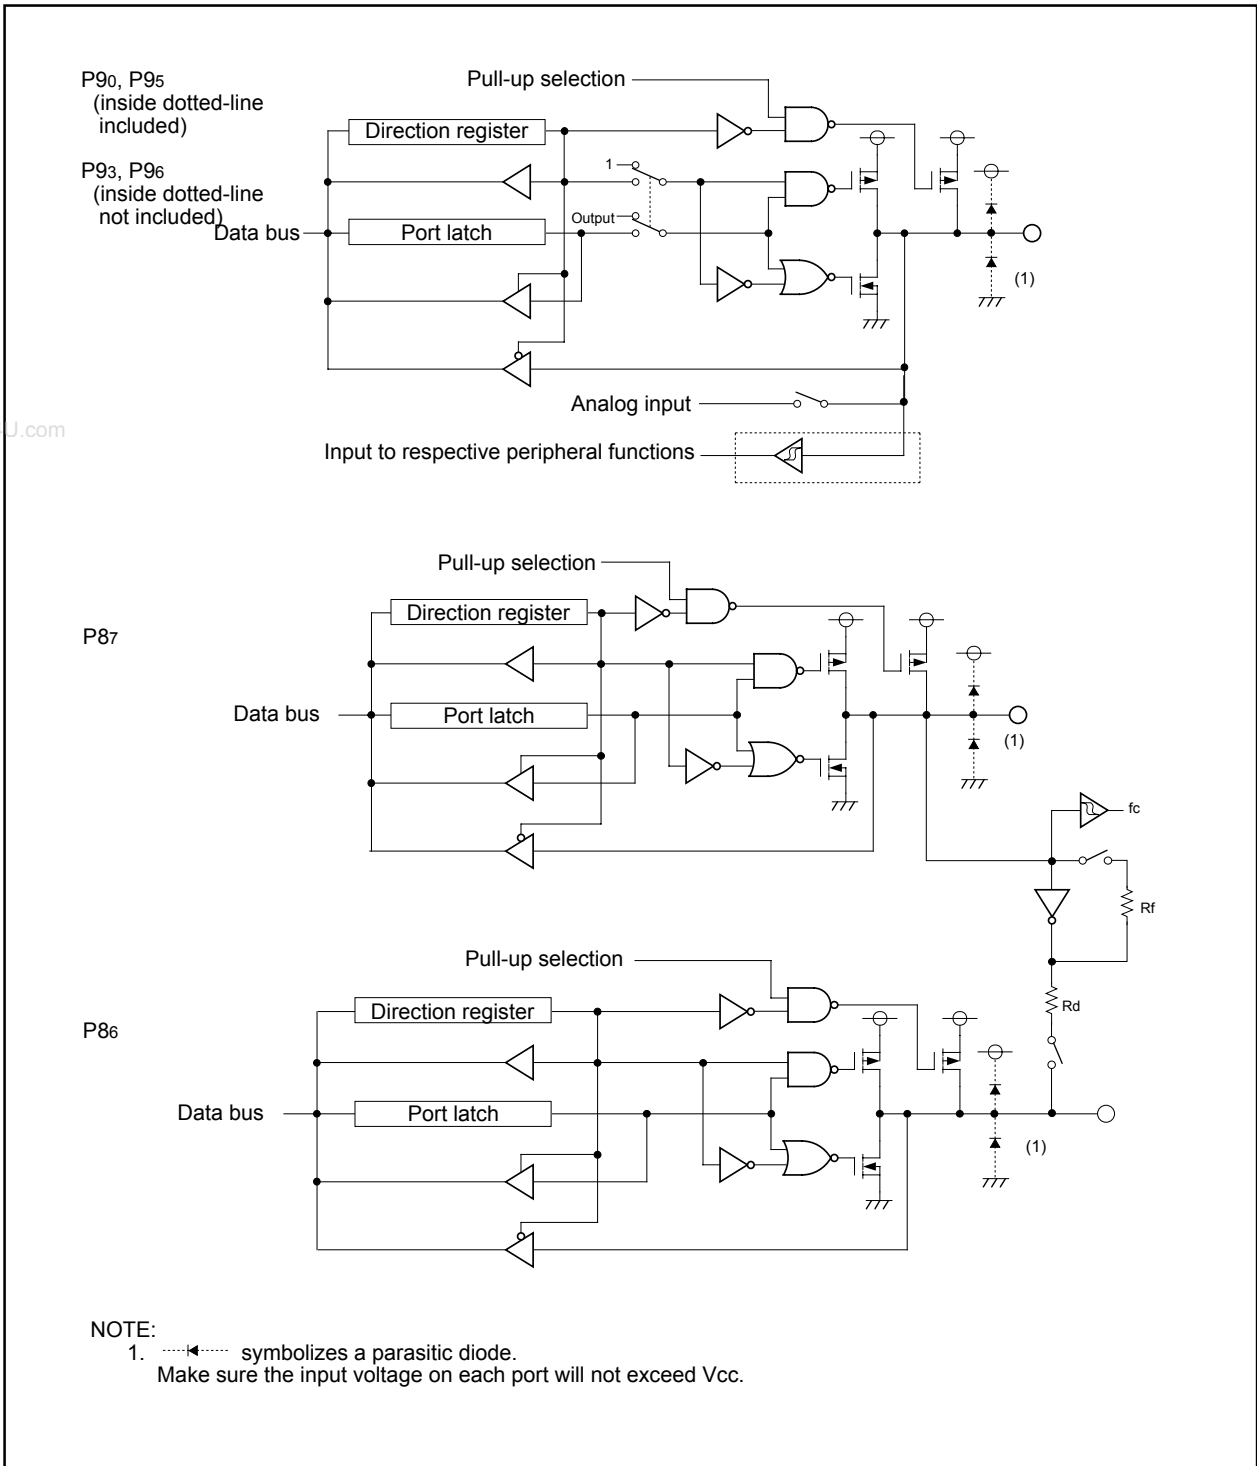 P90, P95
(inside dotted-line
included)
Pull-up selection
Direction register
P93, P96
(inside dotted-line
not included)
1
Output
Data bus
Port latch
(1)
Analog input
U.com
Input to respective peripheral functions
Pull-up selection
Direction register
P87
Data bus
Port latch
(1)
fc
Rf
Pull-up selection
Direction register
Rd
P86
Data bus
Port latch
(1)
NOTE:
1. symbolizes a parasitic diode.
Make sure the input voltage on each port will not exceed Vcc.